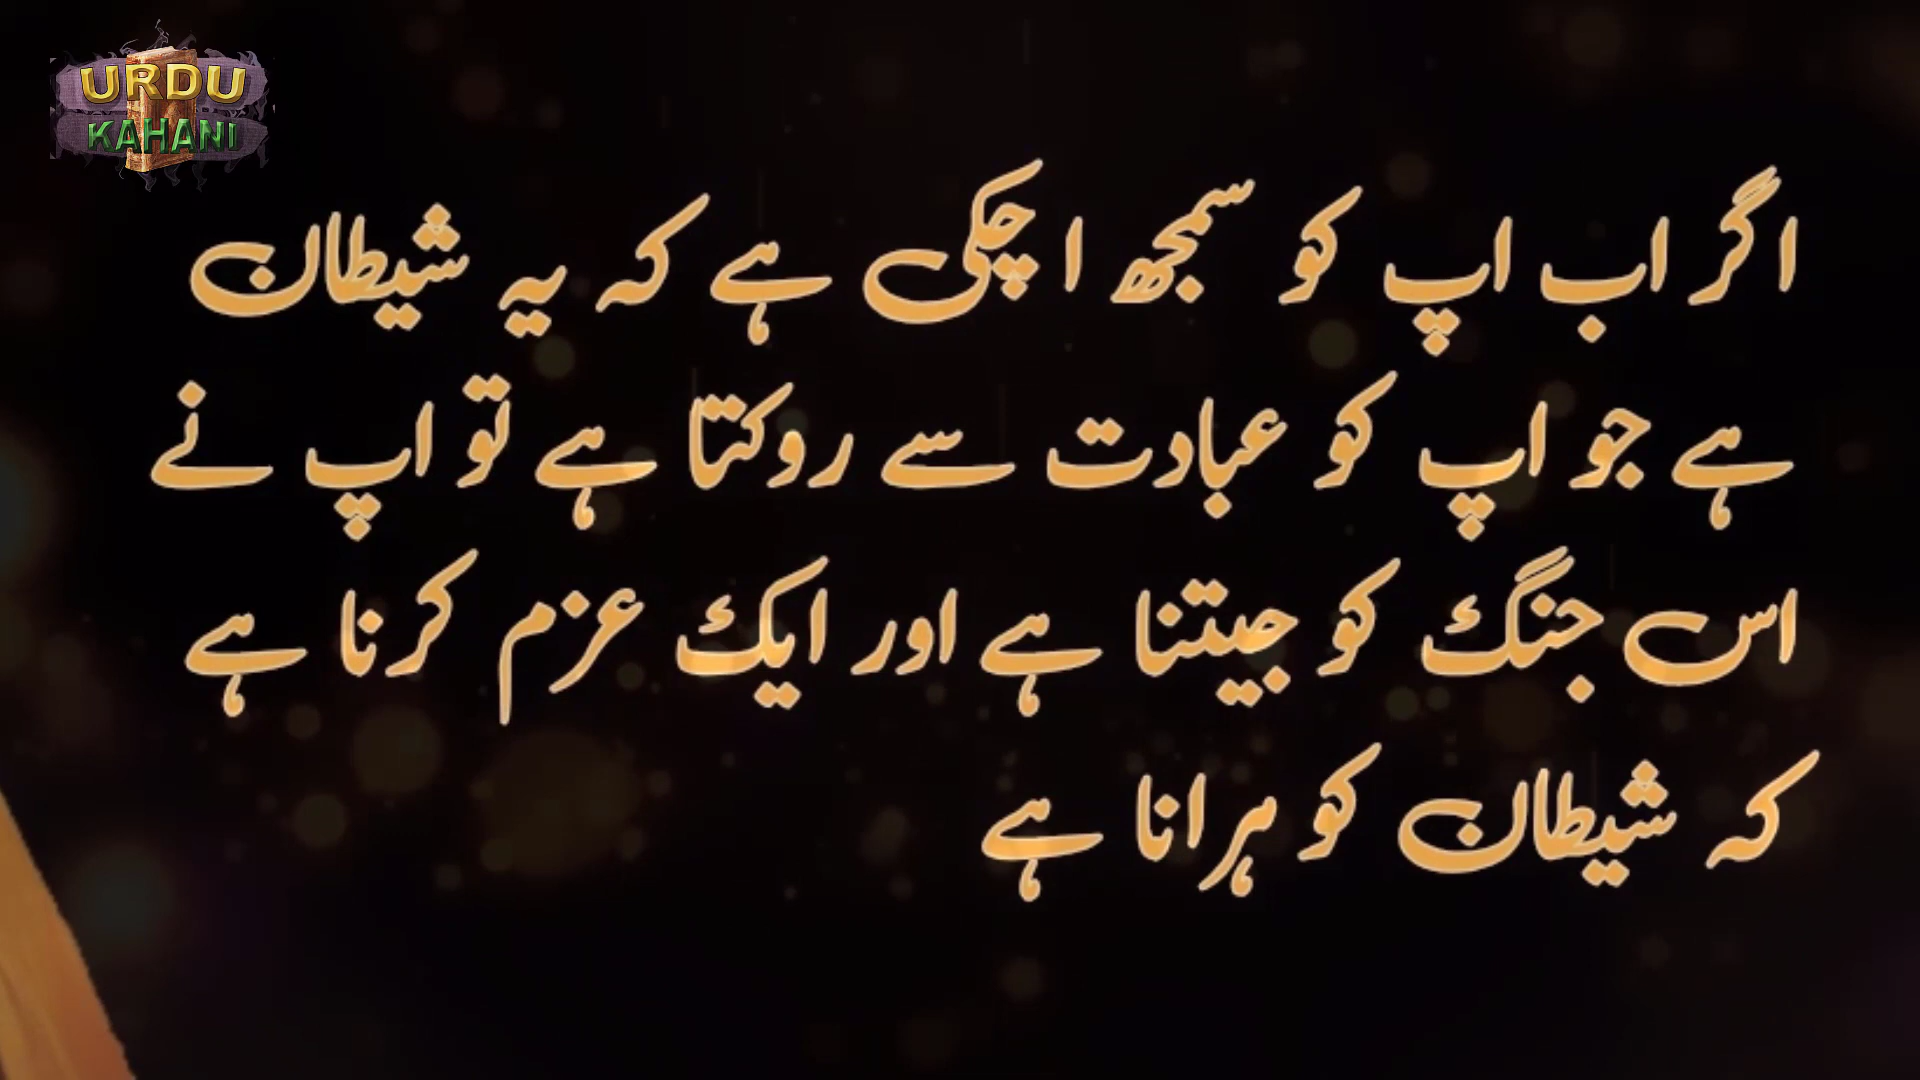 URDU
KAHANI
اگر اب اپ کو سمجھ ا چکی ہے کہ یہ شیطان
ہے جو اپ کو عبادت سے روکتا ہے تو اپ نے
اس جنگ کو جیتنا ہے اور ایک عزم کرنا ہے
کہ شیطان کو ہرانا ہے